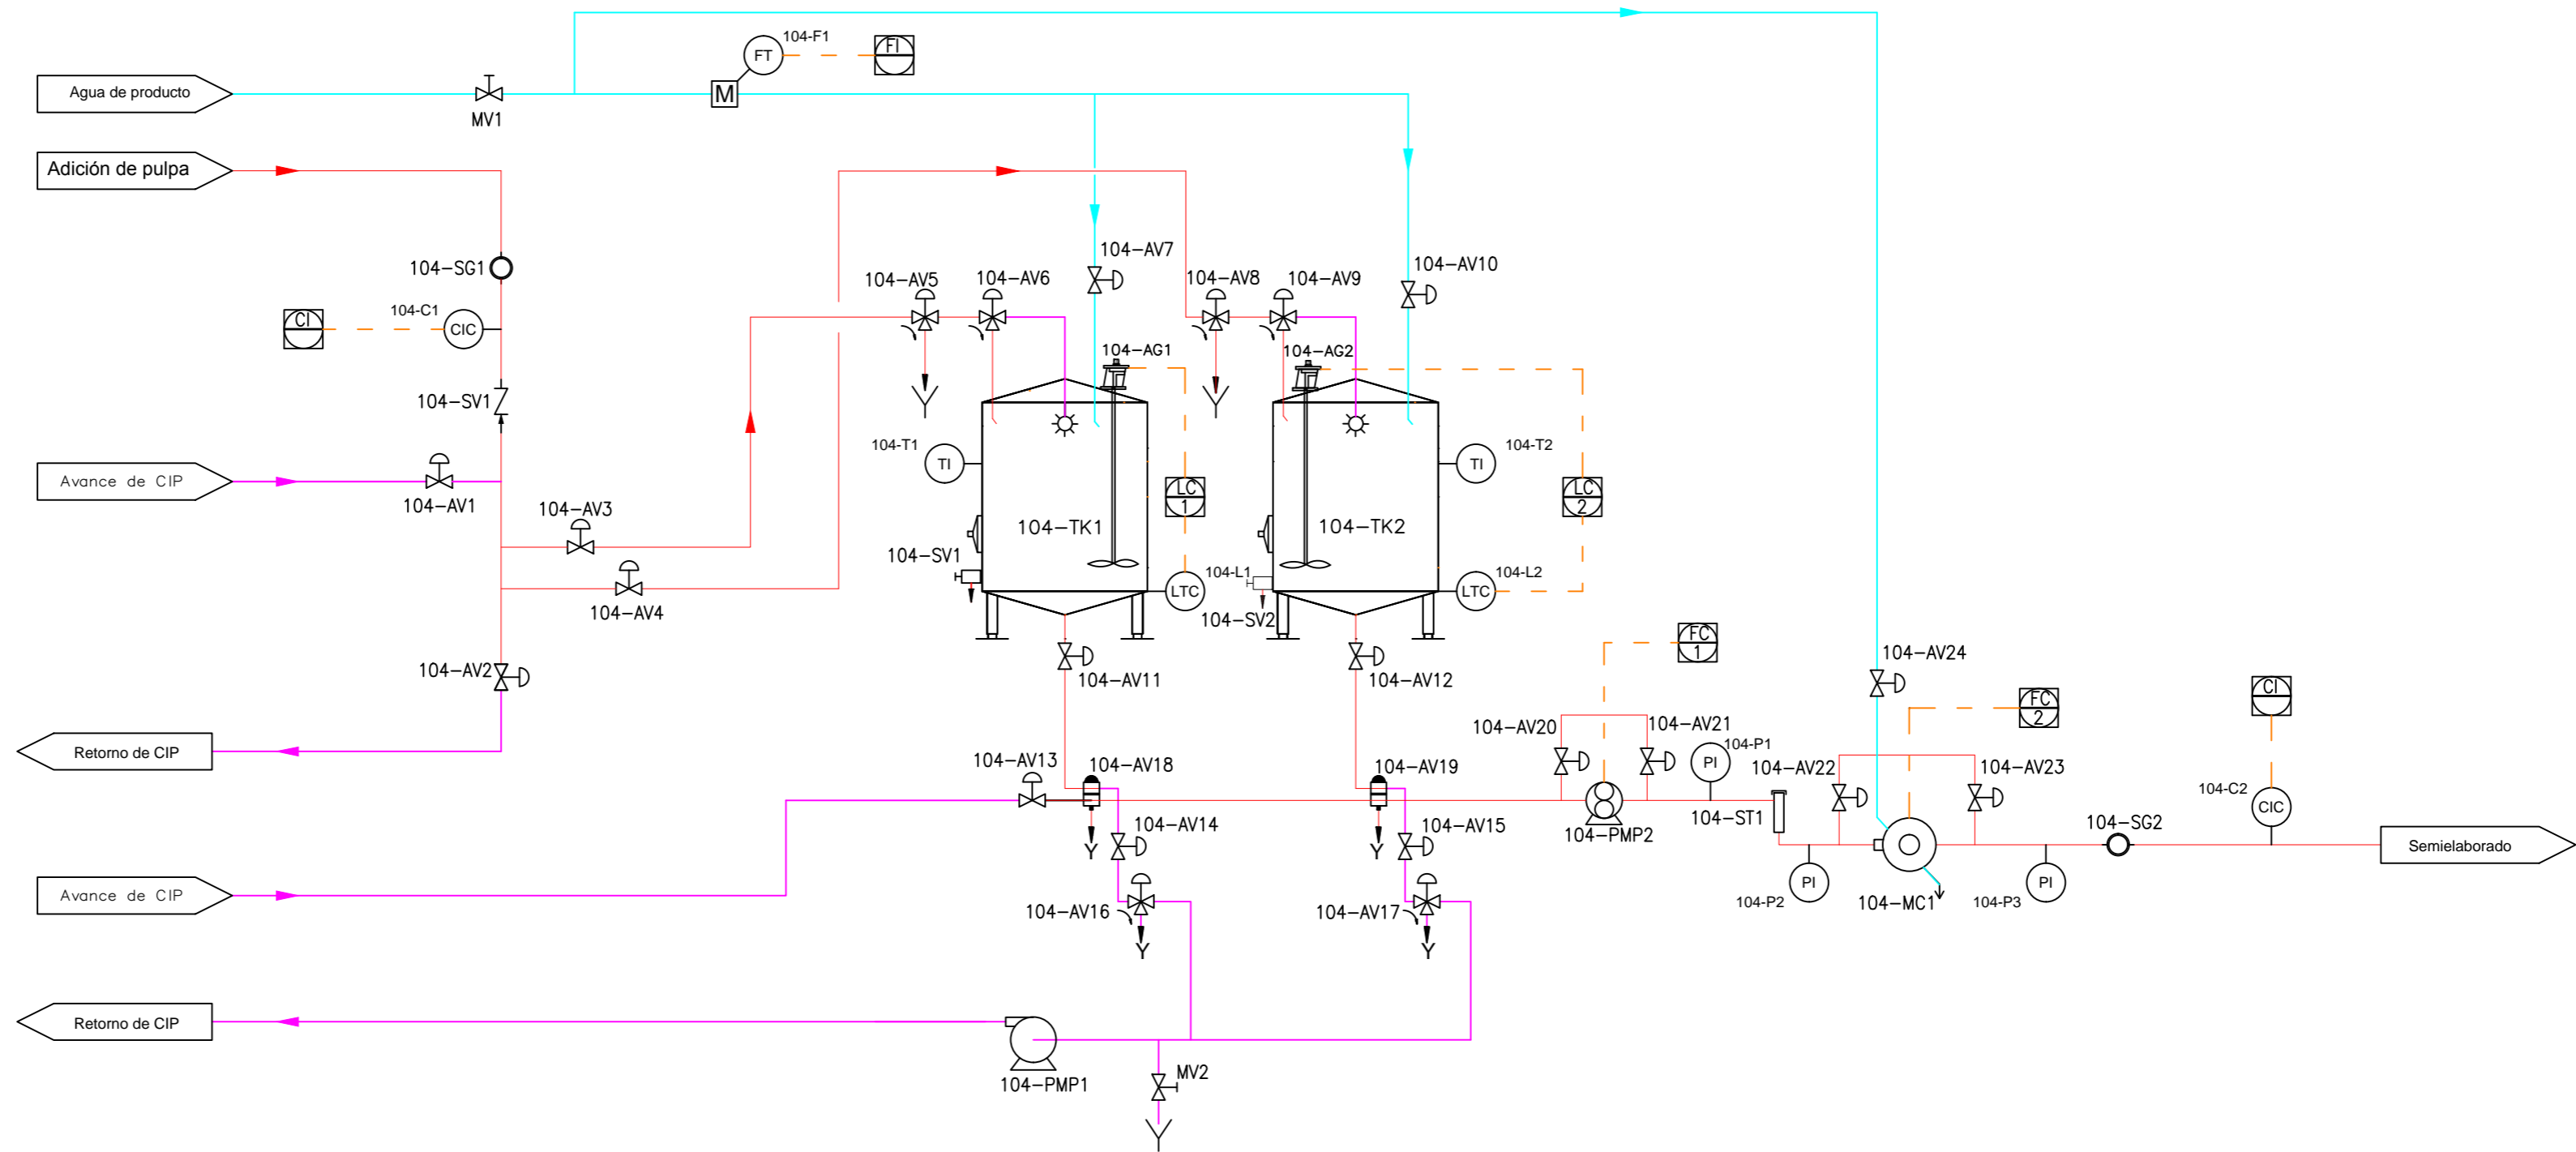 104-F1
FT
FI
Agua de producto
M
MV1
Adición de pulpa
104-SG1
104-AV7
104-AV10
104-AV5
104-AV6
104-AV8
104-AV9
CI
104-C1
CIC
104-AG1
104-AG2
104-SV1
104-T1
TI
TI
104-T2
Avance de CIP
104-AV1
LC
1
LC
2
104-AV3
104-TK1
104-TK2
104-SV1
104-L1
LTC
104-L2
LTC
104-AV4
104-SV2
FC
1
104-AV2
104-AV11
104-AV12
104-AV24
CI
FC
2
104-AV20
104-AV21
104-P1
PI
Retorno de CIP
104-AV13
104-AV18
104-AV19
104-AV22
104-AV23
104-C2
CIC
104-ST1
104-PMP2
104-AV14
104-AV15
104-SG2
Semielaborado
Avance de CIP
PI
PI
104-P2
104-MC1
104-P3
104-AV16
104-AV17
Retorno de CIP
104-PMP1
MV2